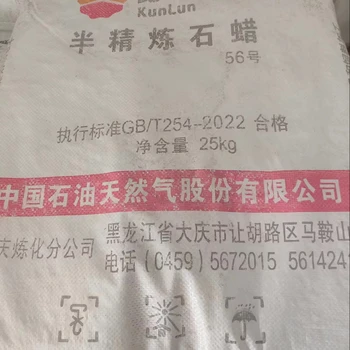 KunLun
半精炼石蜡
56号
执行标准GB/T254-2022 合格
净含量 25kg
中国石油天然气股份有限公司
庆炼化分公司 黑龙江省大庆市让胡路区马鞍山
电话 (0459) 5672015 561424